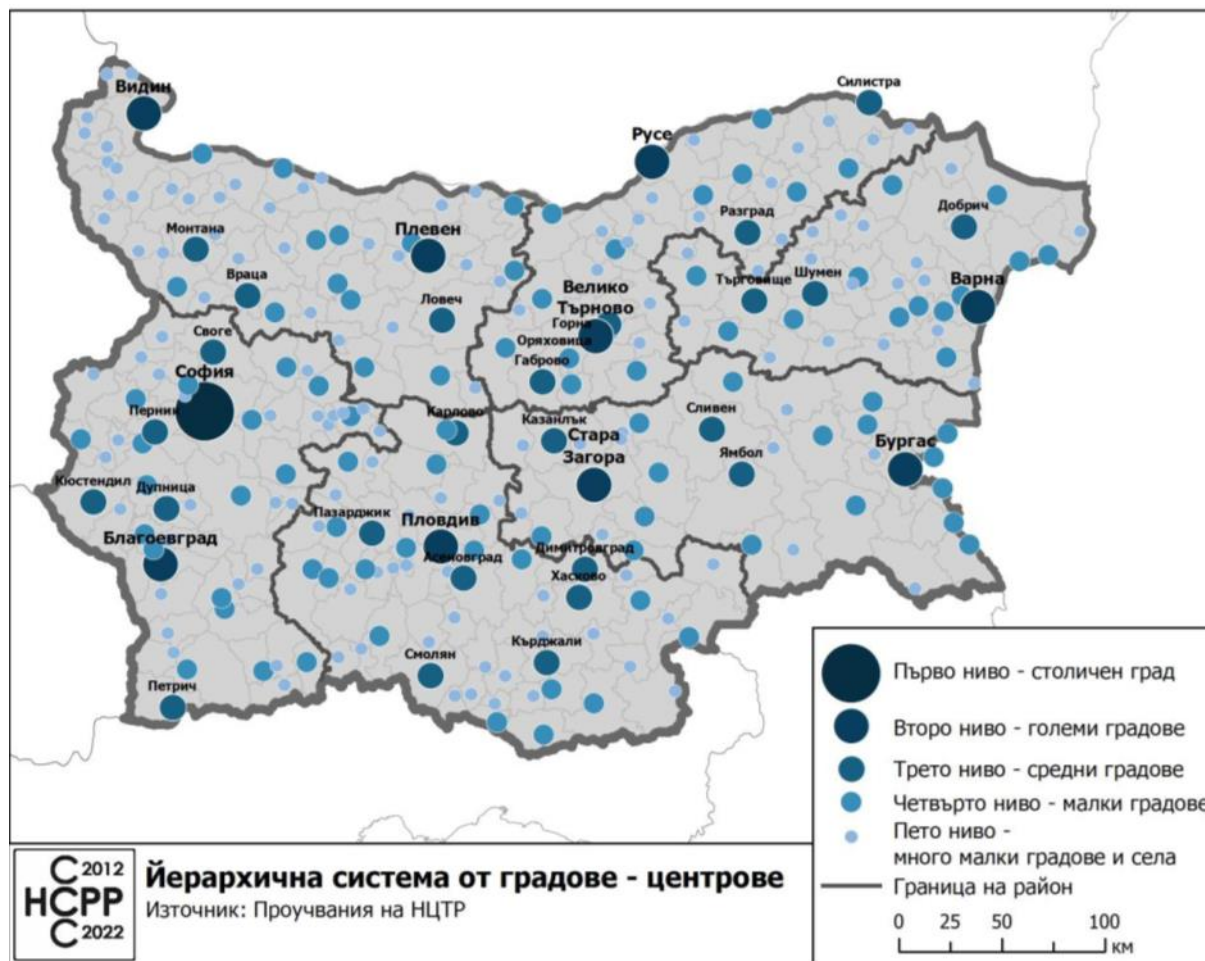 Видин
Силистра
Русе
Добрич
Разград
Монтана
Плевен
Враца
Ловеч
Велико
Търново
Горна
Оряховица
Габрово
Търговище
Шумен
Варна
Своге
София
Перник
Карлово
Казанлък
Стара
Загора
Сливен
Ямбол
Бургас
Кюстендил
Дупница
Благоевград
Пазарджик
Пловдив
Асеновград
Димитровград
Хасково
Кърджали
Смолян
Петрич
Първо ниво - столичен град
Второ ниво - големи градове
Трето ниво - средни градове
Четвърто ниво - малки градове
Пето ниво -
много малки градове и села
Граница на район
0 25 50 100
км
С 2012
НСРР
С 2022
Йерархична система от градове - центрове
Източник: Проучвания на НЦТР